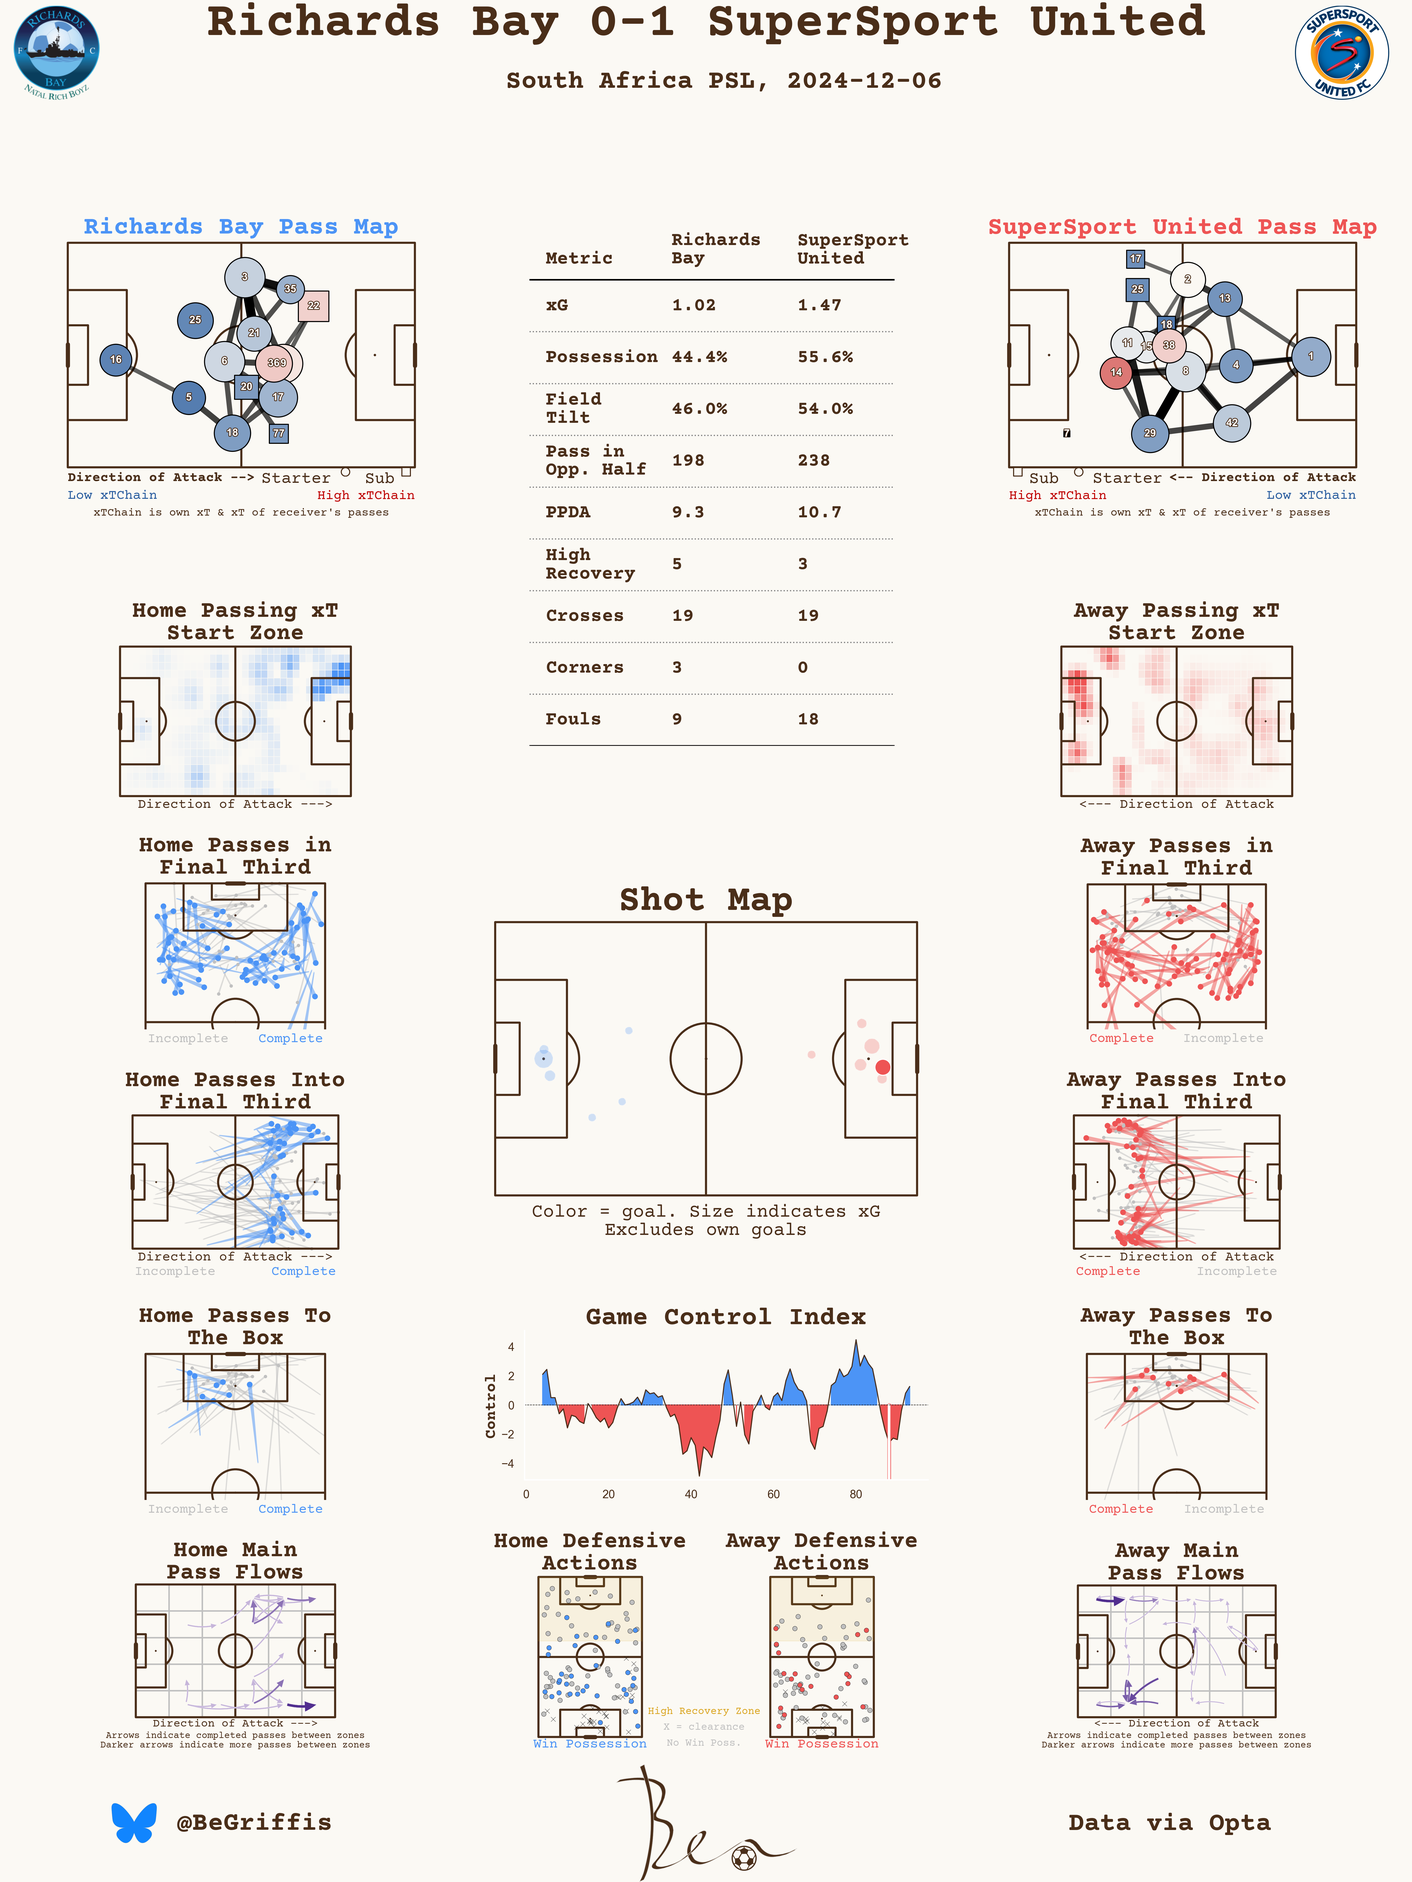 Richards Bay 0-1 SuperSport United
South Africa PSL, 2024-12-06
RICHARDS
F C
BAY
NATAL RICH BOYZ
SUPERSPORT
UNITED FC
Richards Bay Pass Map
3
35
22
25
21
16
6
369
20
5
17
18
77
Direction of Attack --> Starter Sub
Low xTChain High xTChain
xTChain is own xT & xT of receiver's passes
Metric Richards Bay SuperSport United
xG 1.02 1.47
Possession 44.4% 55.6%
Field Tilt 46.0% 54.0%
Pass in Opp. Half 198 238
PPDA 9.3 10.7
High Recovery 5 3
Crosses 19 19
Corners 3 0
Fouls 9 18
SuperSport United Pass Map
17
2
25
13
18
11
15
38
1
14
8
4
42
29
7
Sub Starter <-- Direction of Attack
High xTChain Low xTChain
xTChain is own xT & xT of receiver's passes
Home Passing xT
Start Zone
Direction of Attack --->
Away Passing xT
Start Zone
<--- Direction of Attack
Home Passes in
Final Third
Incomplete Complete
Away Passes in
Final Third
Complete Incomplete
Shot Map
Color = goal. Size indicates xG
Excludes own goals
Home Passes Into
Final Third
Direction of Attack --->
Incomplete Complete
Away Passes Into
Final Third
<--- Direction of Attack
Complete Incomplete
Home Passes To
The Box
Incomplete Complete
Game Control Index
Control
4
2
0
−2
−4
0 20 40 60 80
Away Passes To
The Box
Complete Incomplete
Home Main
Pass Flows
Direction of Attack --->
Arrows indicate completed passes between zones
Darker arrows indicate more passes between zones
Home Defensive
Actions
Win Possession
High Recovery Zone
X = clearance
No Win Poss.
Away Defensive
Actions
Win Possession
Away Main
Pass Flows
<--- Direction of Attack
Arrows indicate completed passes between zones
Darker arrows indicate more passes between zones
@BeGriffis
Ben
Data via Opta